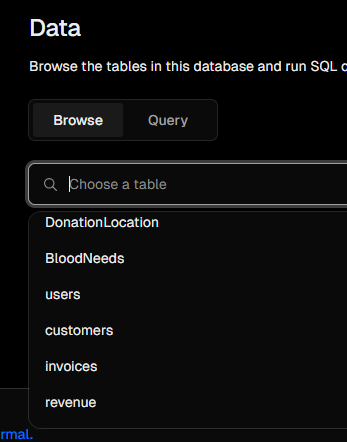 Data
Browse the tables in this database and run SQL
Browse
Query
Choose a table
DonationLocation
BloodNeeds
users
customers
invoices
revenue
rmal.